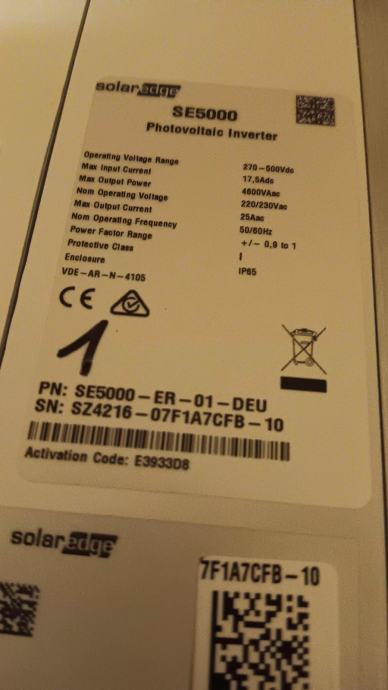 solaredge
SE5000
Photovoltaic Inverter
Operating Voltage Range 270-500Vdc
Max Input Current 17,5Adc
Max Output Power 4600VAac
Nom Operating Voltage 220/230Vac
Max Output Current 25Aac
Nom Operating Frequency 50/60Hz
Power Factor Range +/- 0,9 to 1
Protective Class I
Enclosure IP65
VDE-AR-N-4105
CE
1
PN: SE5000-ER-01-DEU
SN: SZ4216-07F1A7CFB-10
Activation Code: E3933D8
solaredge
7F1A7CFB-10